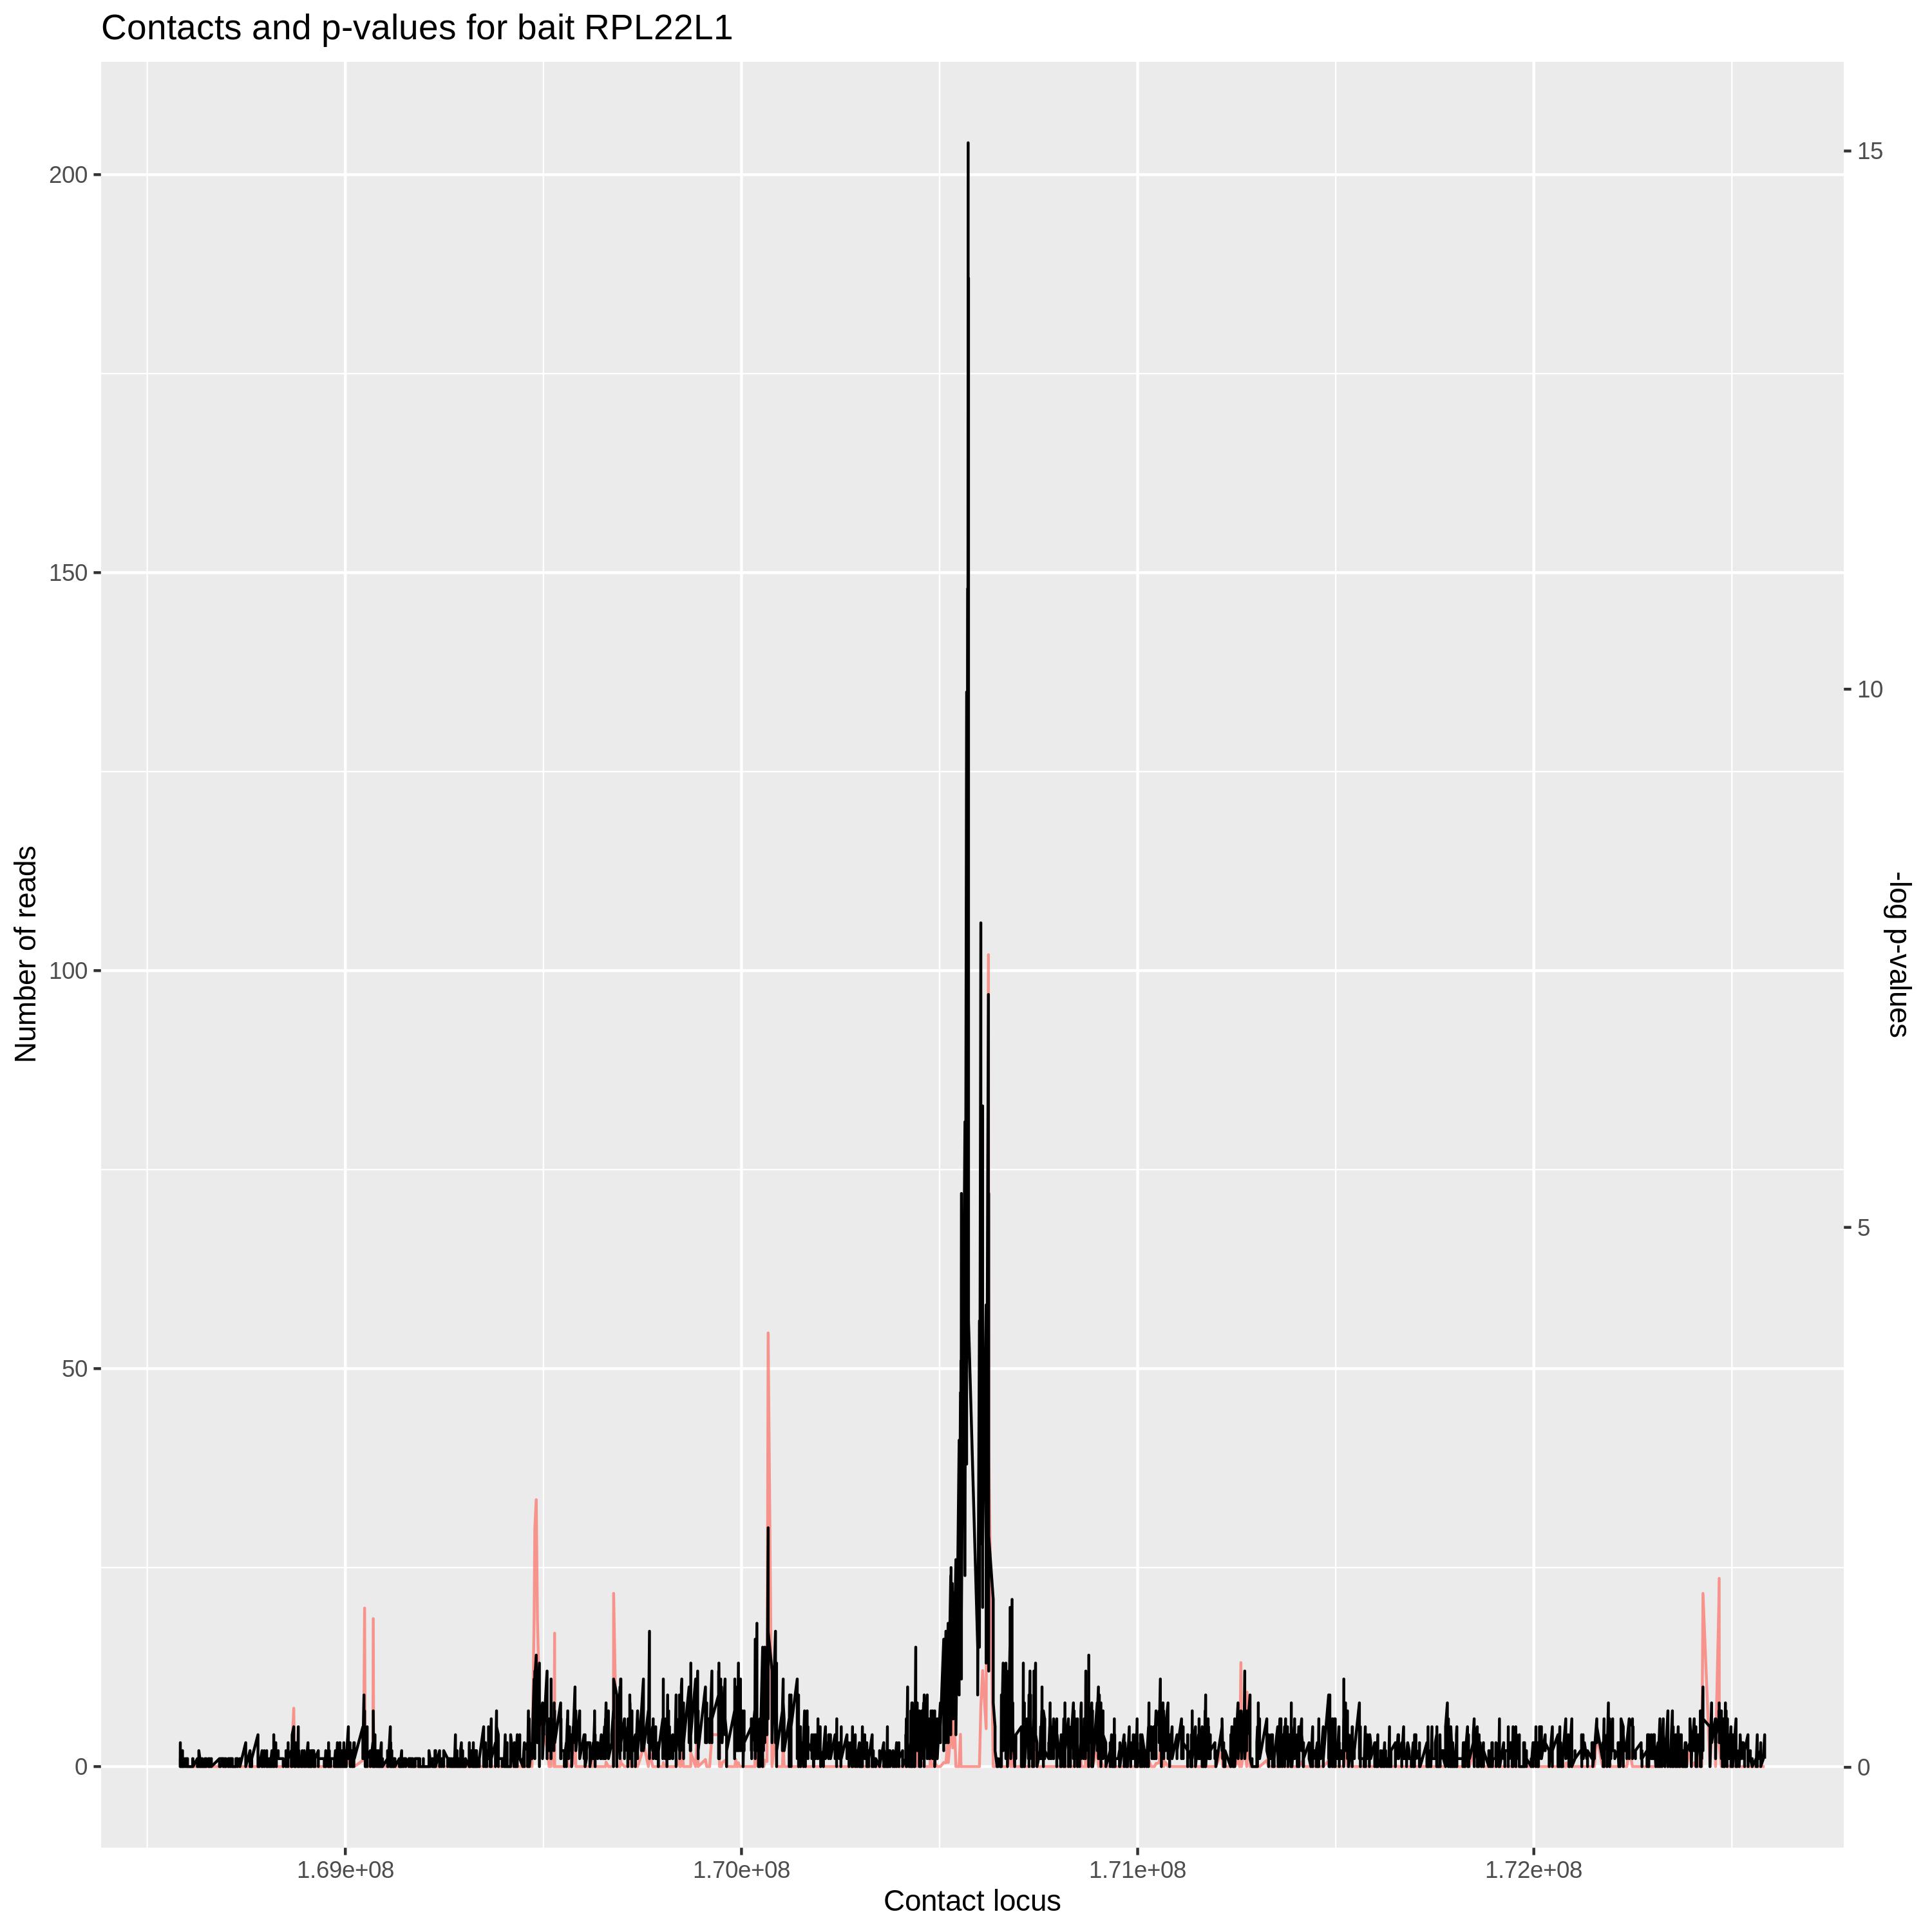 Contacts and p-values for bait RPL22L1
200
150
100
50
0
15
10
5
0
Number of reads
-log p-values
1.69e+08
1.70e+08
1.71e+08
1.72e+08
Contact locus